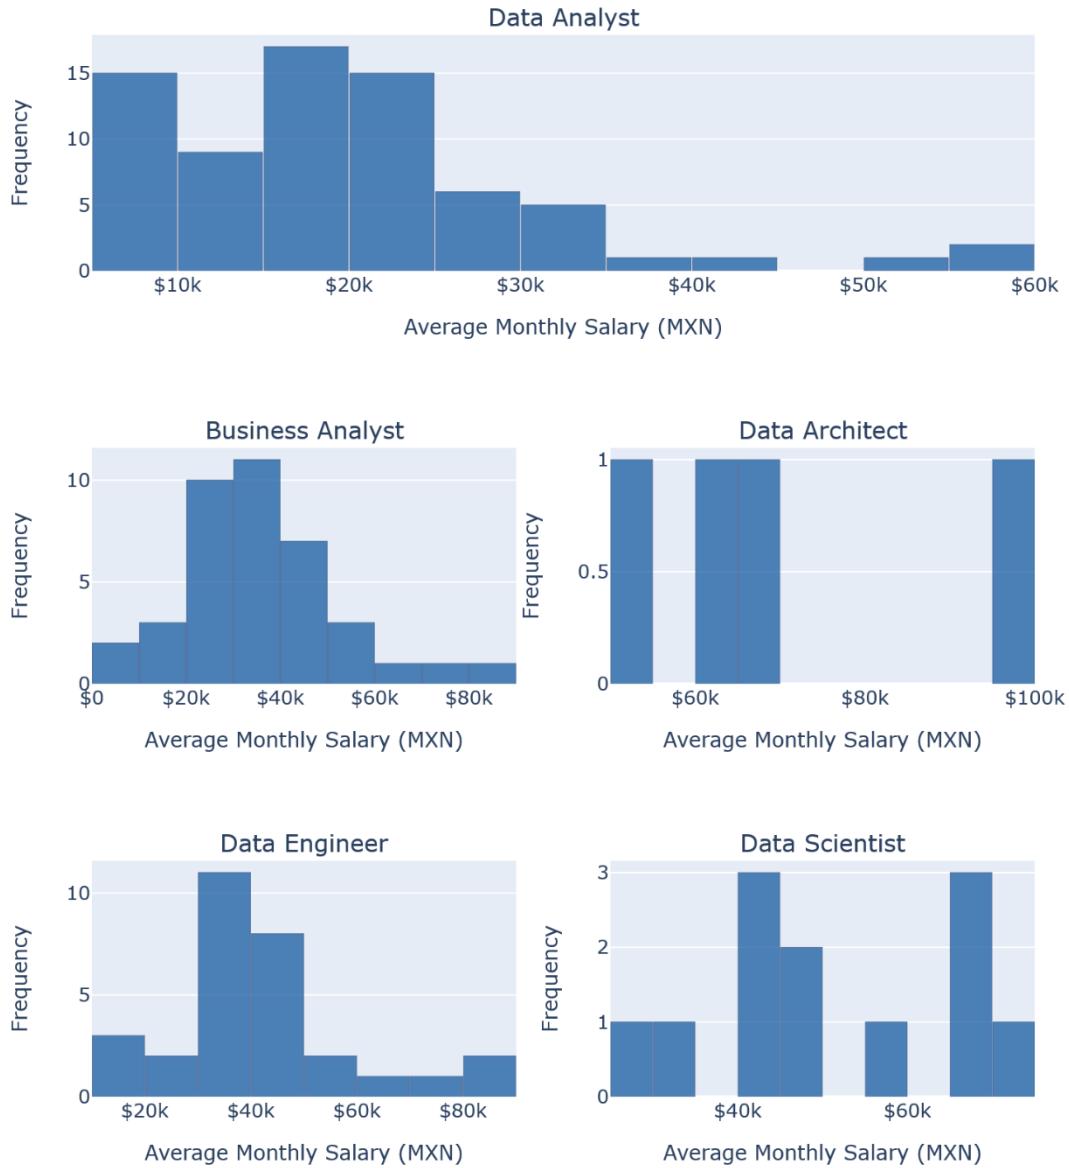 Data Analyst
Frequency
15
10
5
0
$10k $20k $30k $40k $50k $60k
Average Monthly Salary (MXN)
Business Analyst
Frequency
10
5
0
$0 $20k $40k $60k $80k
Average Monthly Salary (MXN)
Data Architect
Frequency
1
0.5
0
$60k $80k $100k
Average Monthly Salary (MXN)
Data Engineer
Frequency
10
5
0
$20k $40k $60k $80k
Average Monthly Salary (MXN)
Data Scientist
Frequency
3
2
1
0
$40k $60k
Average Monthly Salary (MXN)